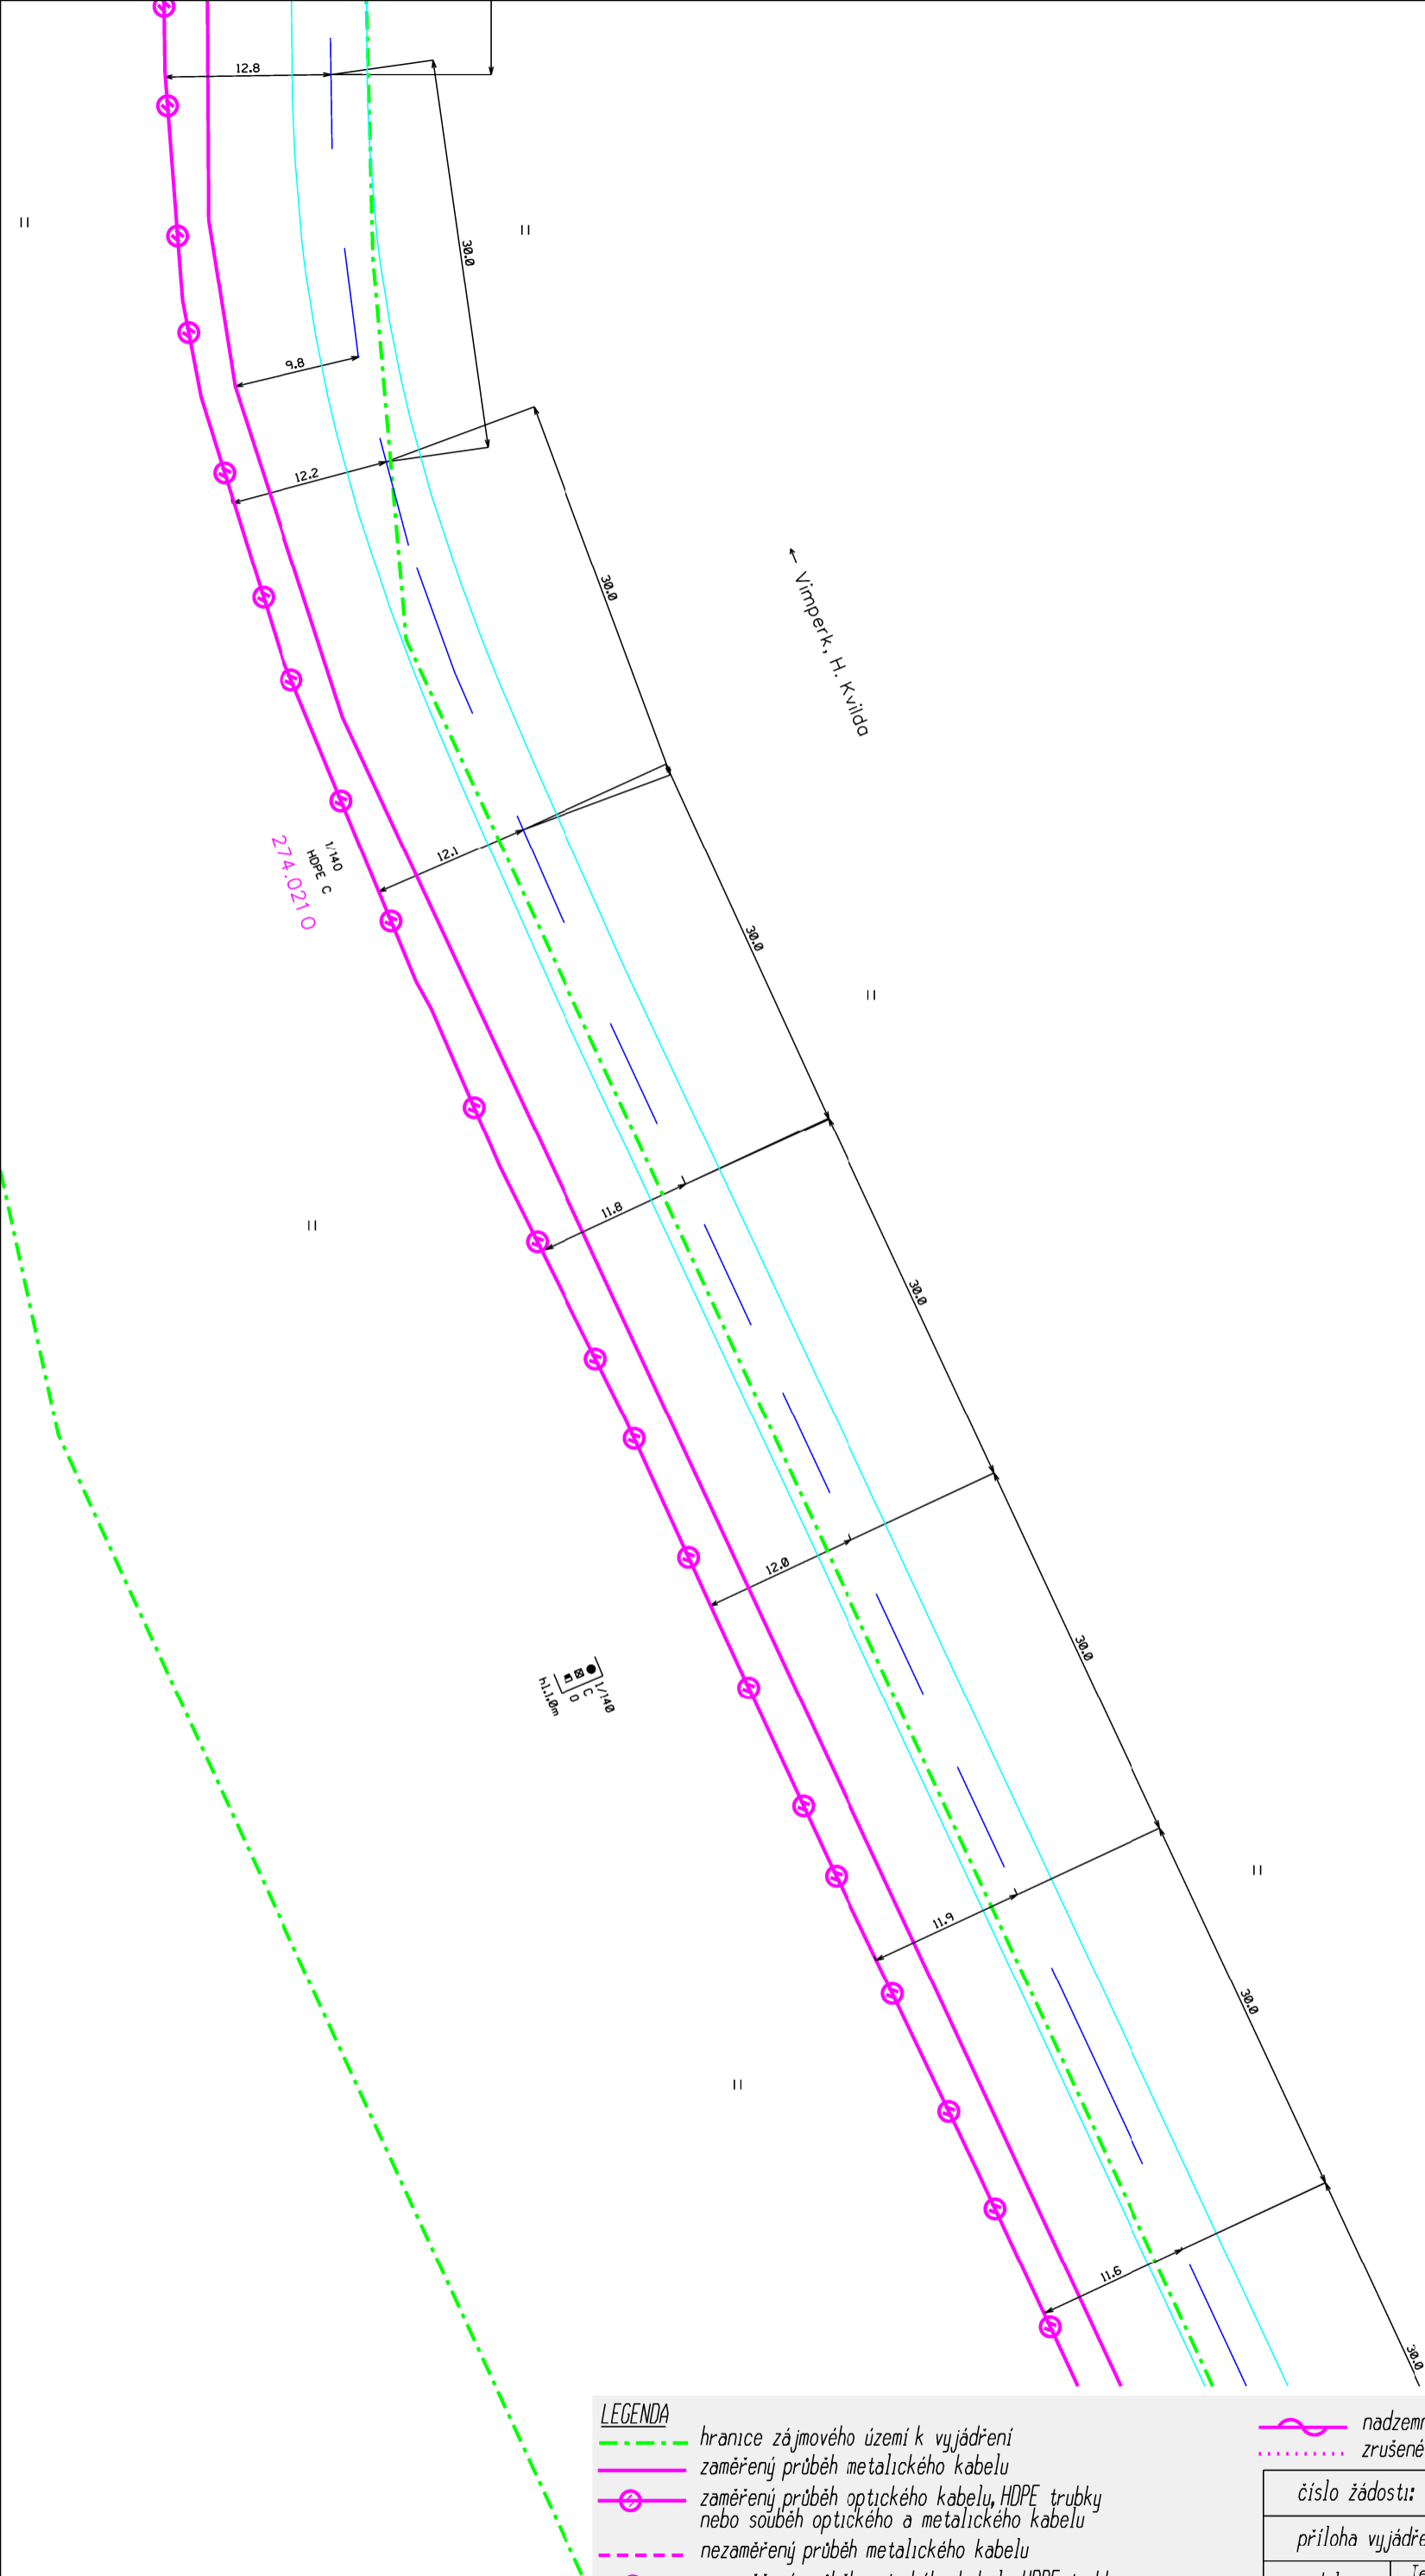 12.8
30.0
9.8
12.2
30.0
← Vimperk, H. Kvilda
12.1
1/140
HDPE C
274.021 O
30.0
11.8
30.0
12.0
30.0
1/140
C
O
hl.1.0m
11.9
30.0
11.6
30.0
LEGENDA
hranice zájmového území k vyjádření
zaměřený průběh metalického kabelu
zaměřený průběh optického kabelu, HDPE trubky
nebo souběh optického a metalického kabelu
nezaměřený průběh metalického kabelu
zrušené
číslo žádosti: